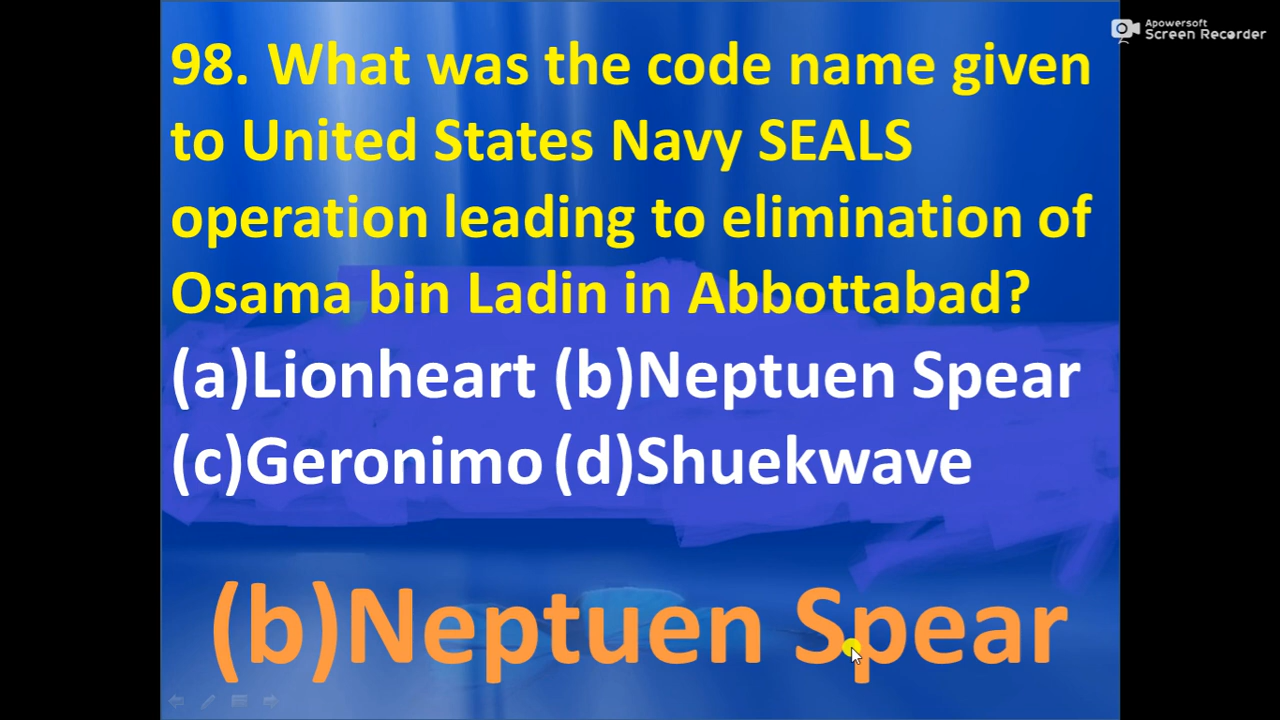 Apowersoft
Screen Recorder
98. What was the code name given
to United States Navy SEALS
operation leading to elimination of
Osama bin Ladin in Abbottabad?
(a)Lionheart (b)Neptuen Spear
(c)Geronimo (d)Shuekwave
(b)Neptuen Spear